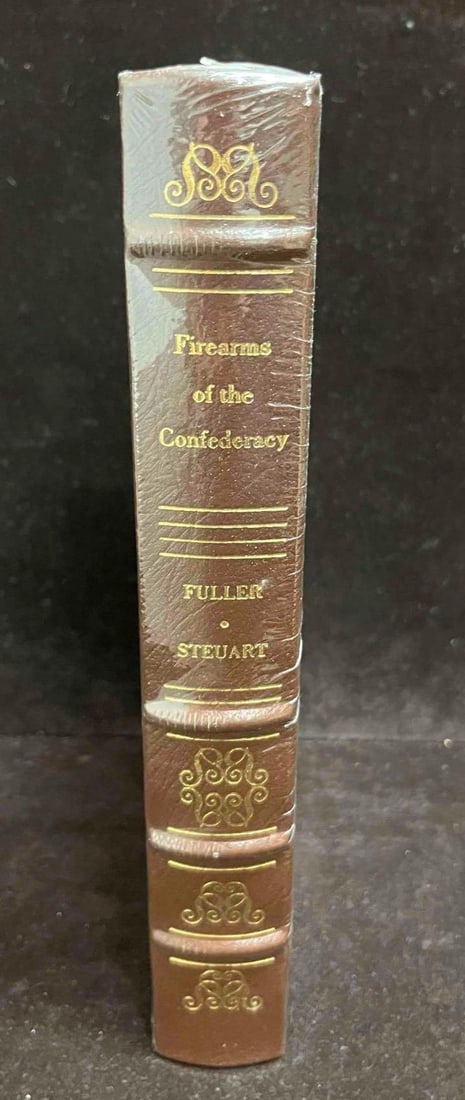 Firearms
of the
Confederacy
FULLER
•
STEUART